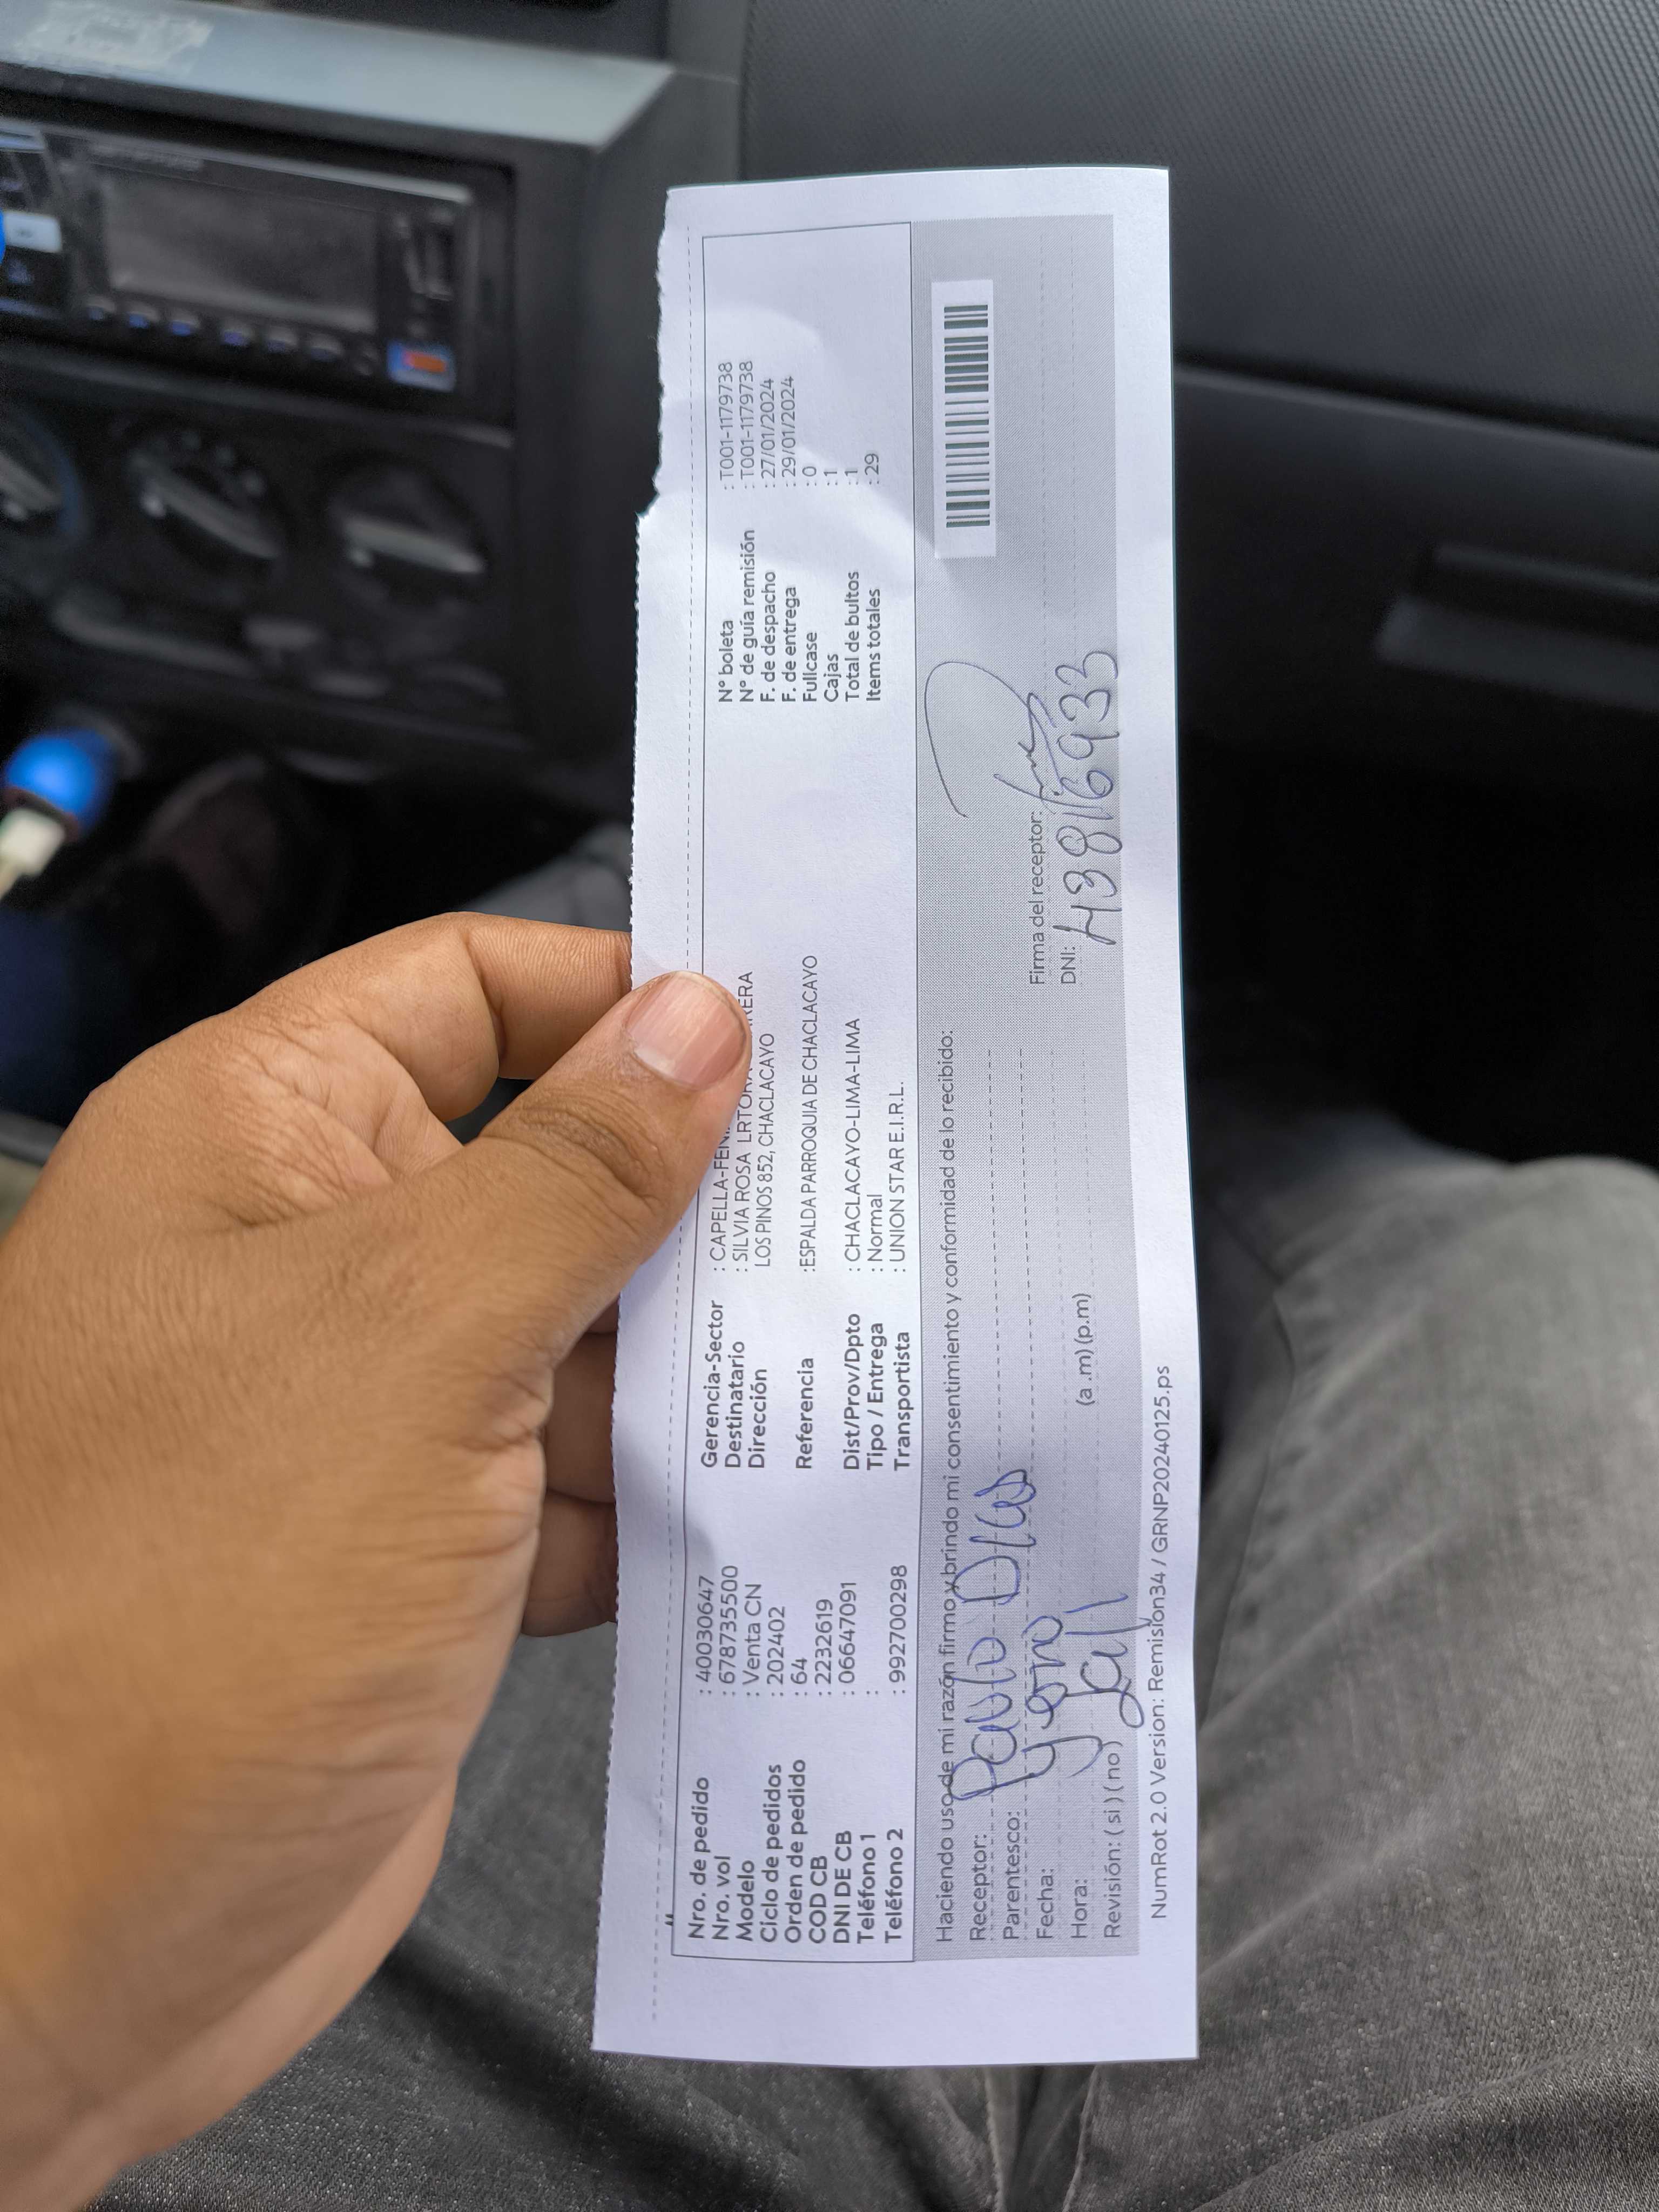 Nro. de pedido : 40030647
Nro. vol : 678735500
Modelo : Venta CN
Ciclo de pedidos : 202402
Orden de pedido : 64
COD CB : 2232619
DNI DE CB : 06647091
Teléfono 1 :
Teléfono 2 : 992700298
Gerencia-Sector : CAPELLA-
Destinatario : SILVIA ROSA
Dirección LOS PINOS 852, CHACLACAYO
Referencia :ESPALDA PARROQUIA DE CHACLACAYO
Dist/Prov/Dpto : CHACLACAYO-LIMA-LIMA
Tipo / Entrega : Normal
Transportista : UNION STAR E.I.R.L.
N° boleta : T001-1179738
N° de guía remisión : T001-1179738
F. de despacho : 27/01/2024
F. de entrega : 29/01/2024
Fullcase : 0
Cajas : 1
Total de bultos : 1
Items totales : 29
Haciendo uso de mi razón firmo y brindo mi consentimiento y conformidad de lo recibido:
Receptor: Pablo Dias
Parentesco: Yerno
Fecha:
Hora: (a .m) (p.m)
Revisión: ( si ) ( no )
Firma del receptor:
DNI: 43816933
NumRot 2.0 Version: Remision34 / GRNP20240125.ps